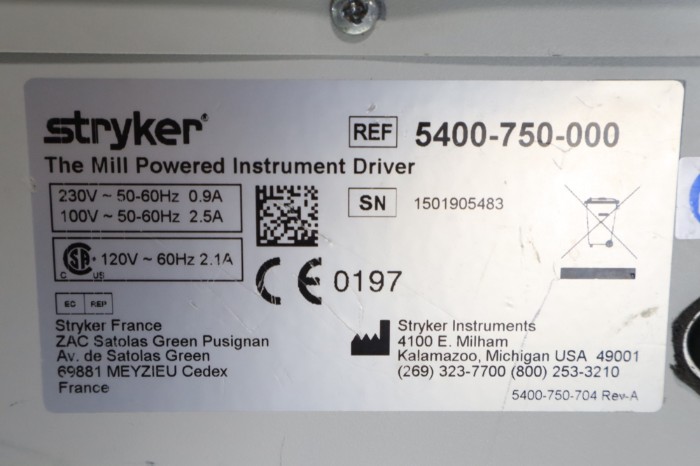 stryker®
REF 5400-750-000
The Mill Powered Instrument Driver
230V ~ 50-60Hz 0.9A
100V ~ 50-60Hz 2.5A
SN 1501905483
CSA C US 120V ~ 60Hz 2.1A
CE 0197
EC REP
Stryker France
ZAC Satolas Green Pusignan
Av. de Satolas Green
69881 MEYZIEU Cedex
France
Stryker Instruments
4100 E. Milham
Kalamazoo, Michigan USA 49001
(269) 323-7700 (800) 253-3210
5400-750-704 Rev-A